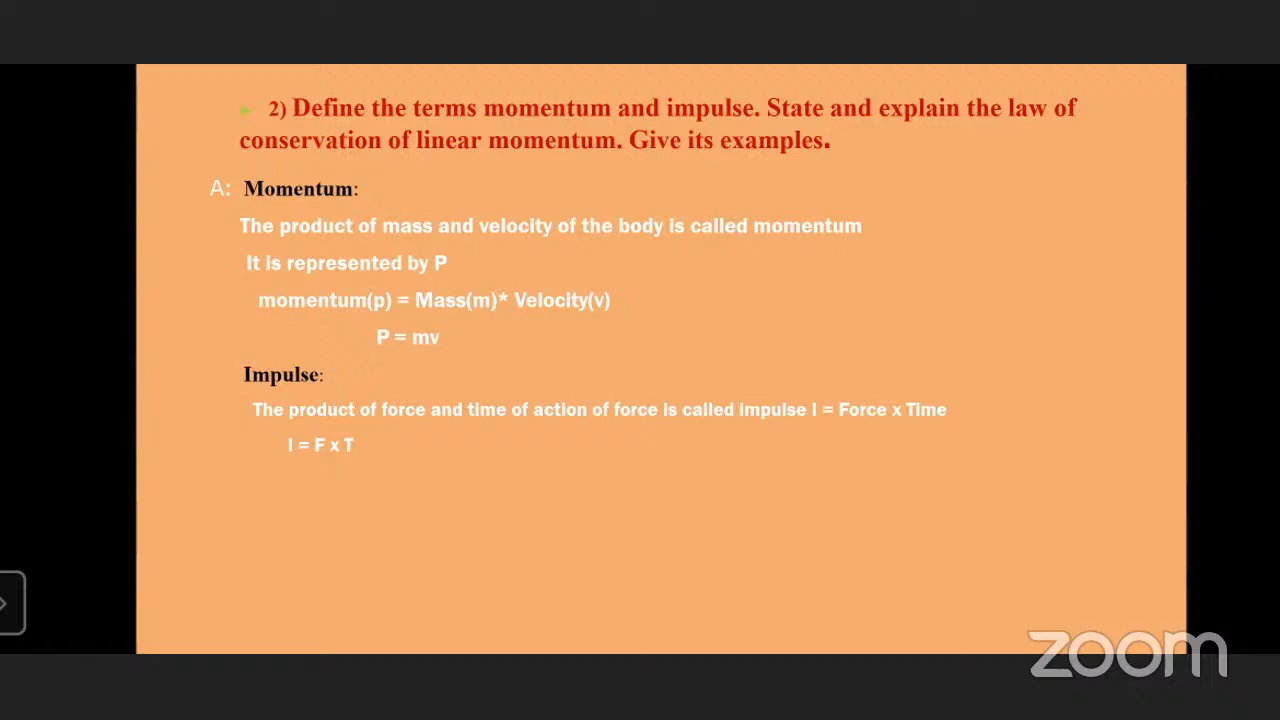 2) Define the terms momentum and impulse. State and explain the law of
conservation of linear momentum. Give its examples.
A: Momentum:
The product of mass and velocity of the body is called momentum
It is represented by P
momentum(p) = Mass(m)* Velocity(v)
P = mv
Impulse:
The product of force and time of action of force is called impulse I = Force x Time
I = F x T
zoom